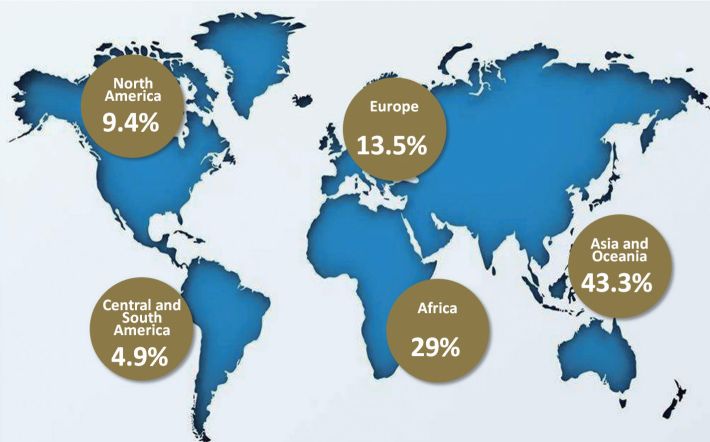 North
America
9.4%
Europe
13.5%
Asia and
Oceania
43.3%
Central and
South
America
4.9%
Africa
29%